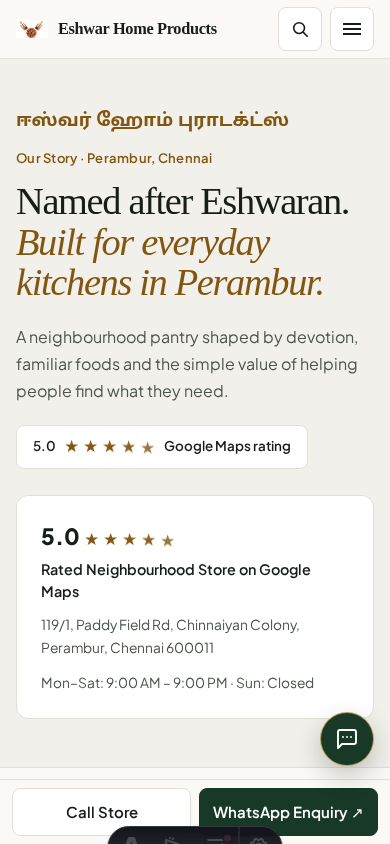 Eshwar Home Products
ஈஸ்வர் ஹோம் புராடக்ட்ஸ்
Our Story · Perambur, Chennai
Named after Eshwaran.
Built for everyday
kitchens in Perambur.
A neighbourhood pantry shaped by devotion,
familiar foods and the simple value of helping
people find what they need.
5.0 ★ ★ ★ ★ ★ Google Maps rating
5.0 ★ ★ ★ ★ ★
Rated Neighbourhood Store on Google
Maps
119/1, Paddy Field Rd, Chinnaiyan Colony,
Perambur, Chennai 600011
Mon–Sat: 9:00 AM – 9:00 PM · Sun: Closed
Call Store
WhatsApp Enquiry ↗